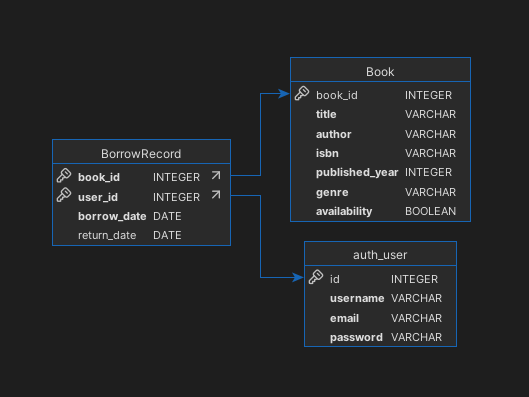 Book
book_id INTEGER
title VARCHAR
author VARCHAR
isbn VARCHAR
published_year INTEGER
genre VARCHAR
availability BOOLEAN
BorrowRecord
book_id INTEGER
user_id INTEGER
borrow_date DATE
return_date DATE
auth_user
id INTEGER
username VARCHAR
email VARCHAR
password VARCHAR